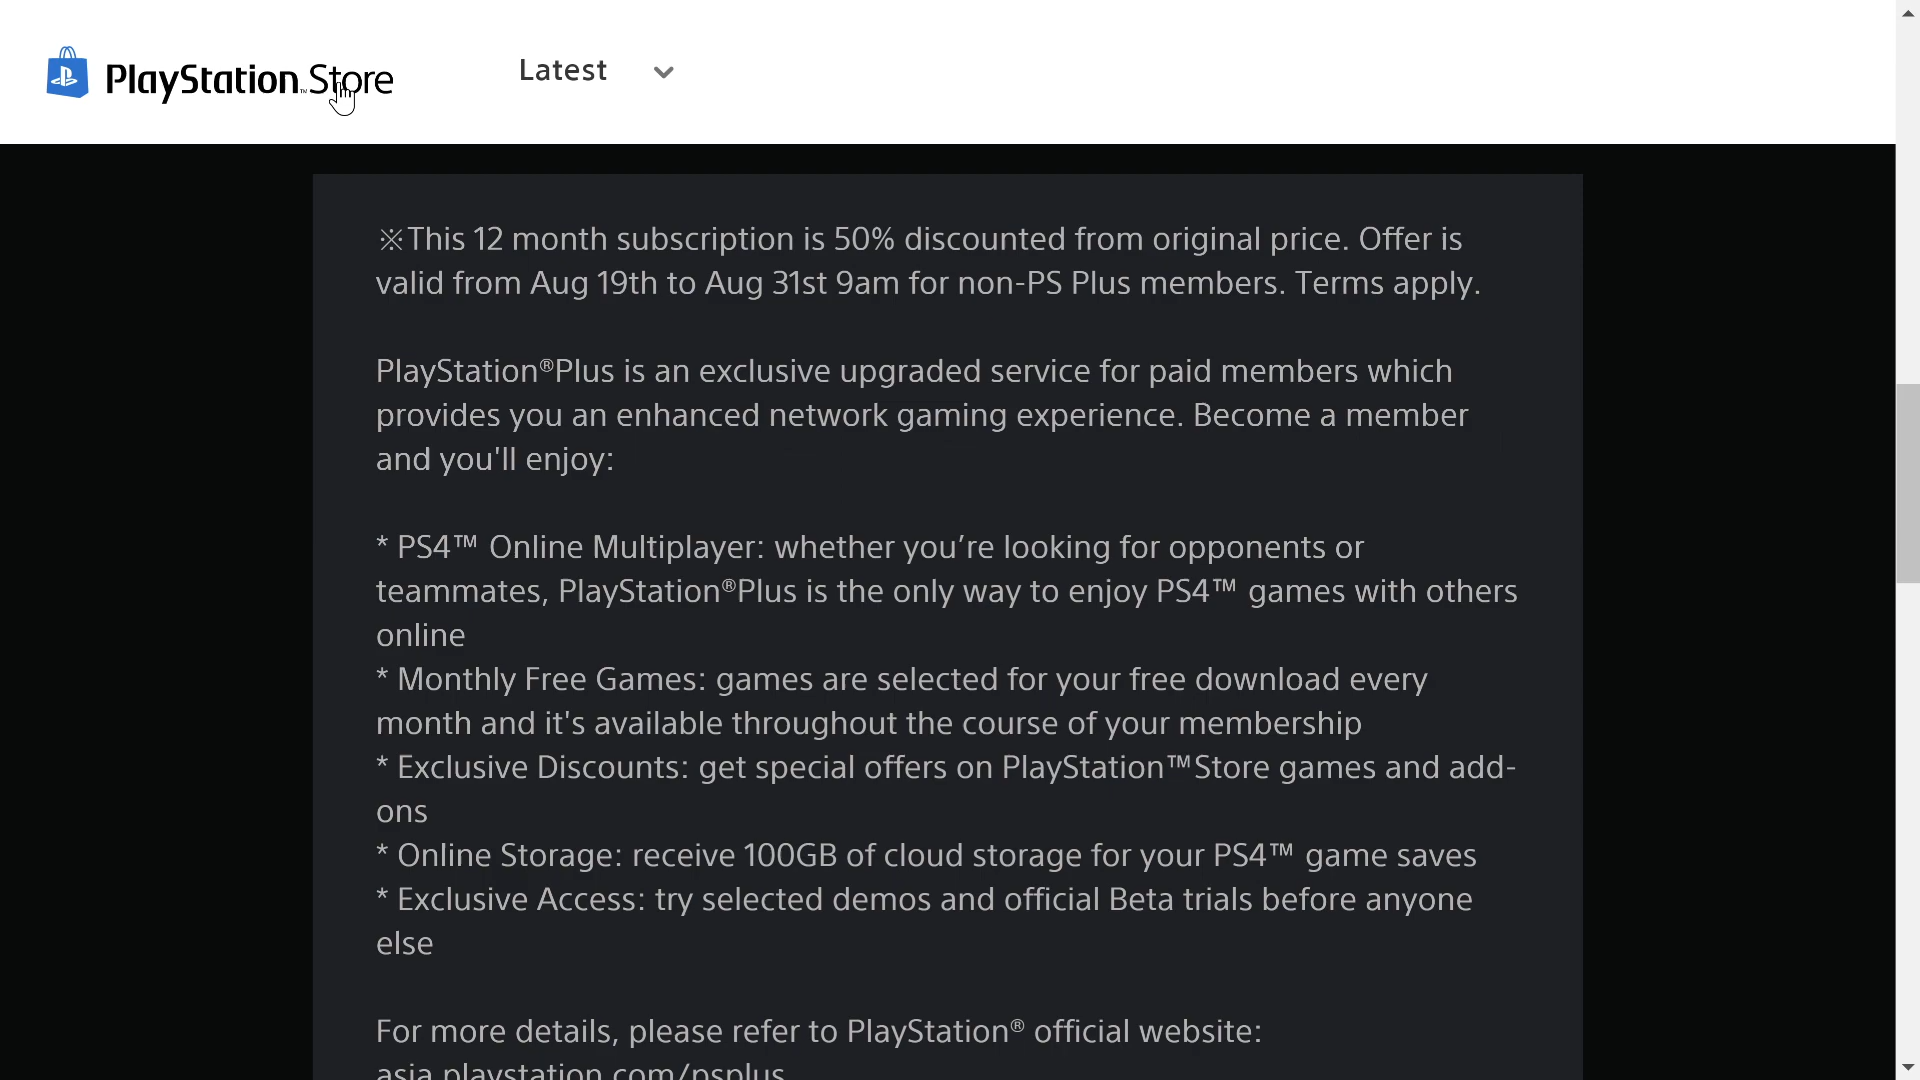 PlayStation™Store
Latest
※This 12 month subscription is 50% discounted from original price. Offer is
valid from Aug 19th to Aug 31st 9am for non-PS Plus members. Terms apply.
PlayStation®Plus is an exclusive upgraded service for paid members which
provides you an enhanced network gaming experience. Become a member
and you'll enjoy:
* PS4™ Online Multiplayer: whether you’re looking for opponents or
teammates, PlayStation®Plus is the only way to enjoy PS4™ games with others
online
* Monthly Free Games: games are selected for your free download every
month and it's available throughout the course of your membership
* Exclusive Discounts: get special offers on PlayStation™Store games and add-
ons
* Online Storage: receive 100GB of cloud storage for your PS4™ game saves
* Exclusive Access: try selected demos and official Beta trials before anyone
else
For more details, please refer to PlayStation® official website:
asia.playstation.com/psplus